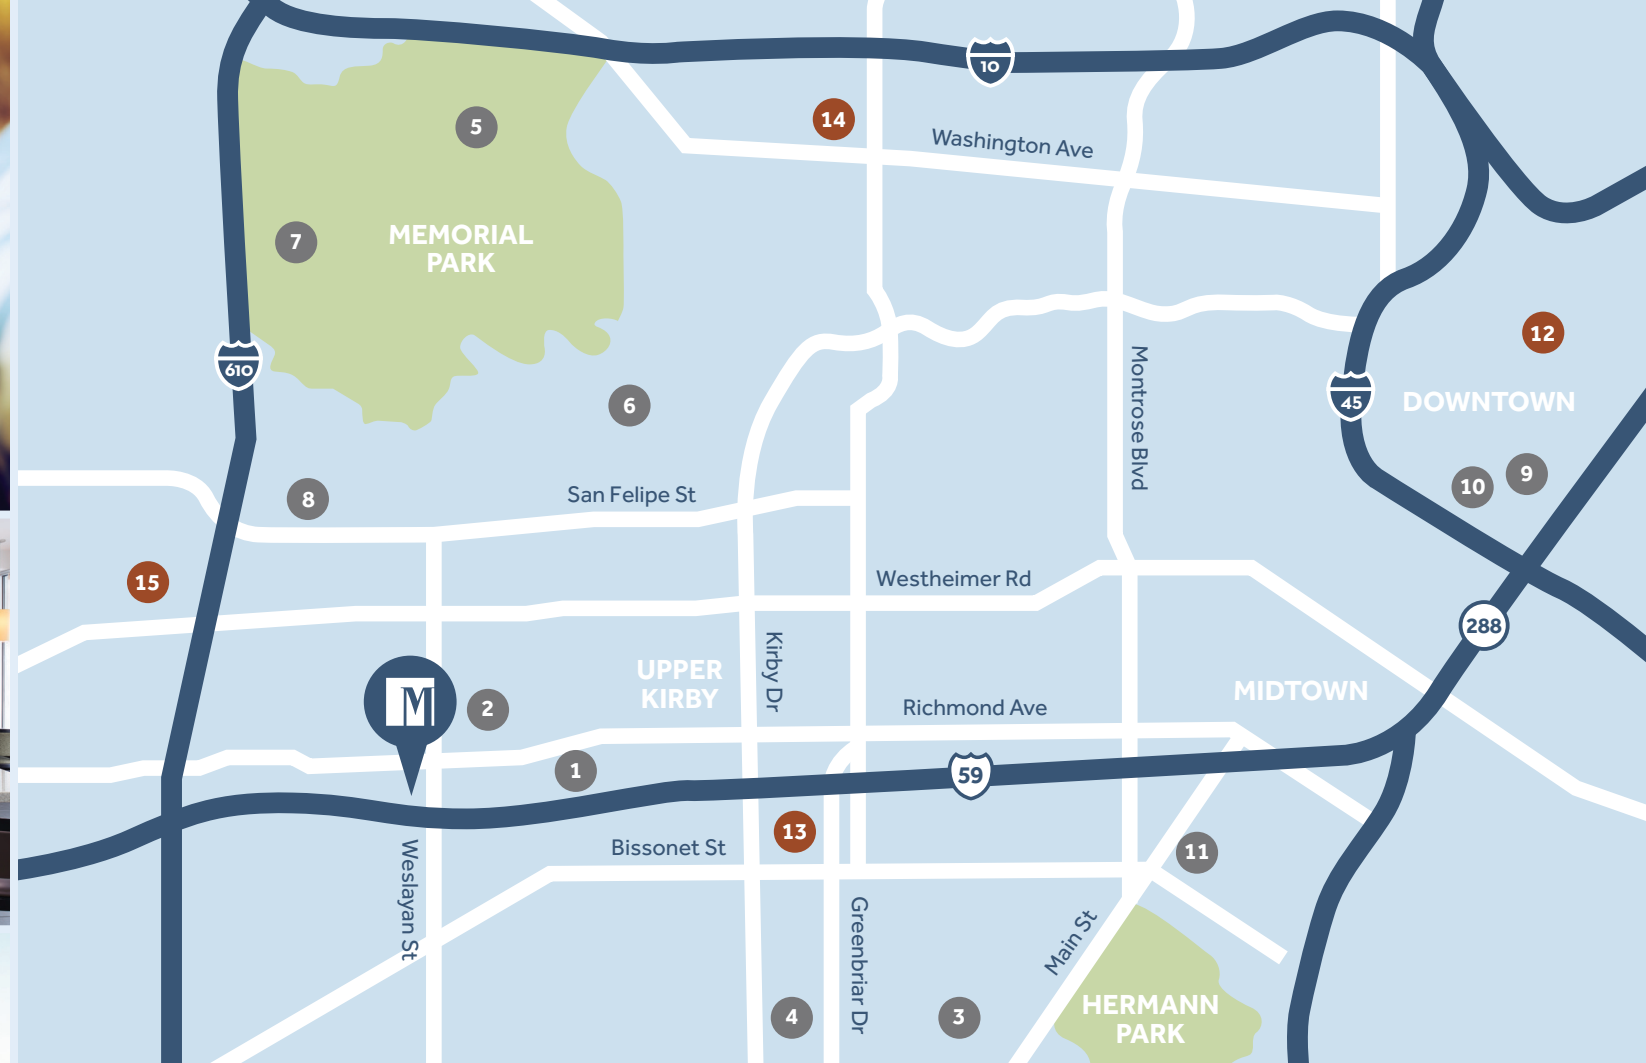 10
14
Washington Ave
5
7
MEMORIAL
PARK
12
610
Montrose Blvd
45
DOWNTOWN
6
9
10
8
San Felipe St
15
Westheimer Rd
288
Kirby Dr
UPPER
KIRBY
MIDTOWN
M
2
Richmond Ave
1
59
13
Bissonet St
11
Weslayan St
Greenbriar Dr
Main St
HERMANN
PARK
4
3